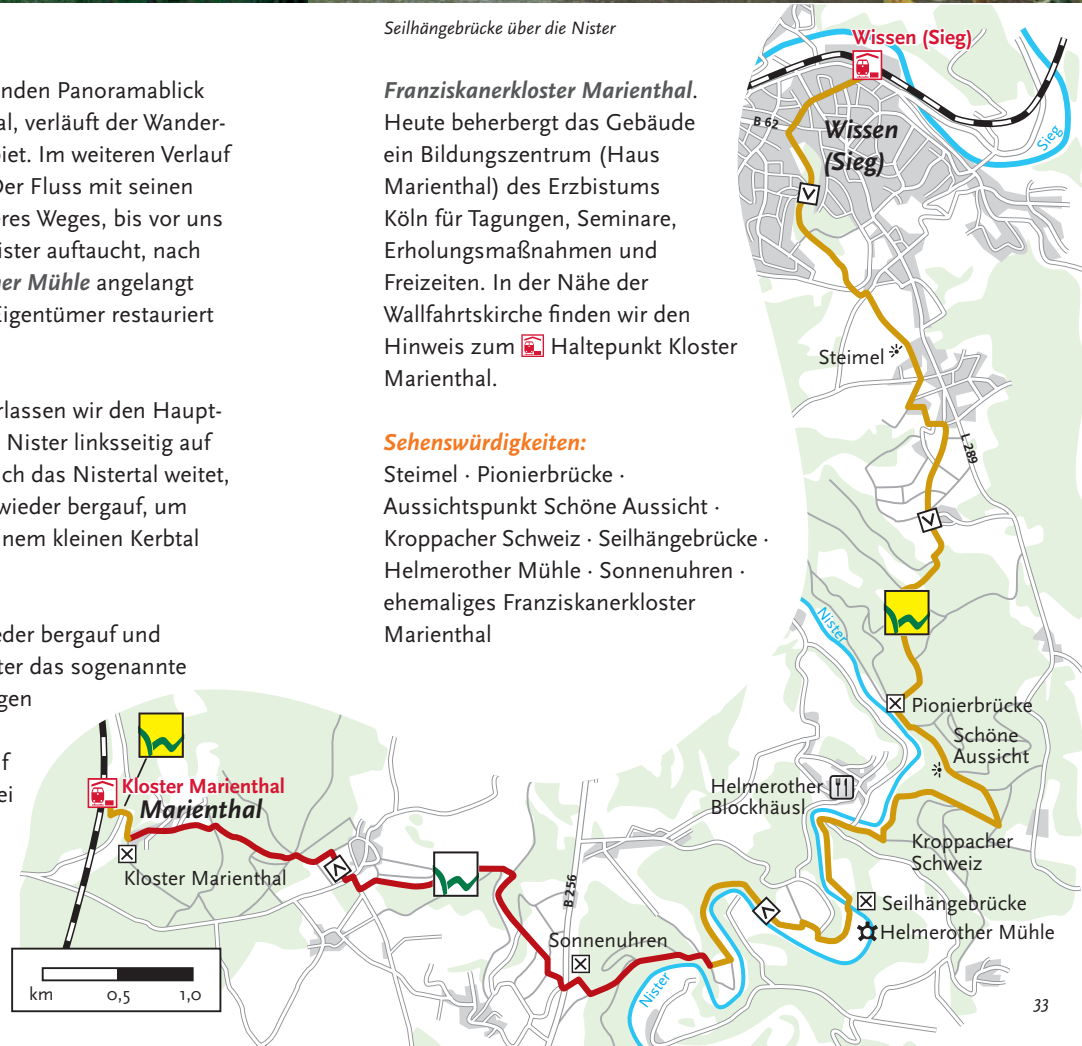 Seilhängebrücke über die Nister
nden Panoramablick
al, verläuft der Wander-
biet. Im weiteren Verlauf
Der Fluss mit seinen
eres Weges, bis vor uns
ister auftaucht, nach
er Mühle angelangt
Eigentümer restauriert
rlassen wir den Haupt-
Nister linksseitig auf
ch das Nistertal weitet,
wieder bergauf, um
inem kleinen Kerbtal
eder bergauf und
ter das sogenannte
gen
f
ei
Franziskanerkloster Marienthal.
Heute beherbergt das Gebäude
ein Bildungszentrum (Haus
Marienthal) des Erzbistums
Köln für Tagungen, Seminare,
Erholungsmaßnahmen und
Freizeiten. In der Nähe der
Wallfahrtskirche finden wir den
Hinweis zum Haltepunkt Kloster
Marienthal.
Sehenswürdigkeiten:
Steimel · Pionierbrücke ·
Aussichtspunkt Schöne Aussicht ·
Kroppacher Schweiz · Seilhängebrücke ·
Helmerother Mühle · Sonnenuhren ·
ehemaliges Franziskanerkloster
Marienthal
Wissen (Sieg)
B 62
Wissen
(Sieg)
Sieg
Steimel
L 289
Nister
Pionierbrücke
Schöne
Aussicht
Helmerother
Blockhäusl
Kroppacher
Schweiz
Seilhängebrücke
Helmerother Mühle
Kloster Marienthal
Marienthal
Kloster Marienthal
B 256
Sonnenuhren
Nister
km 0,5 1,0
33